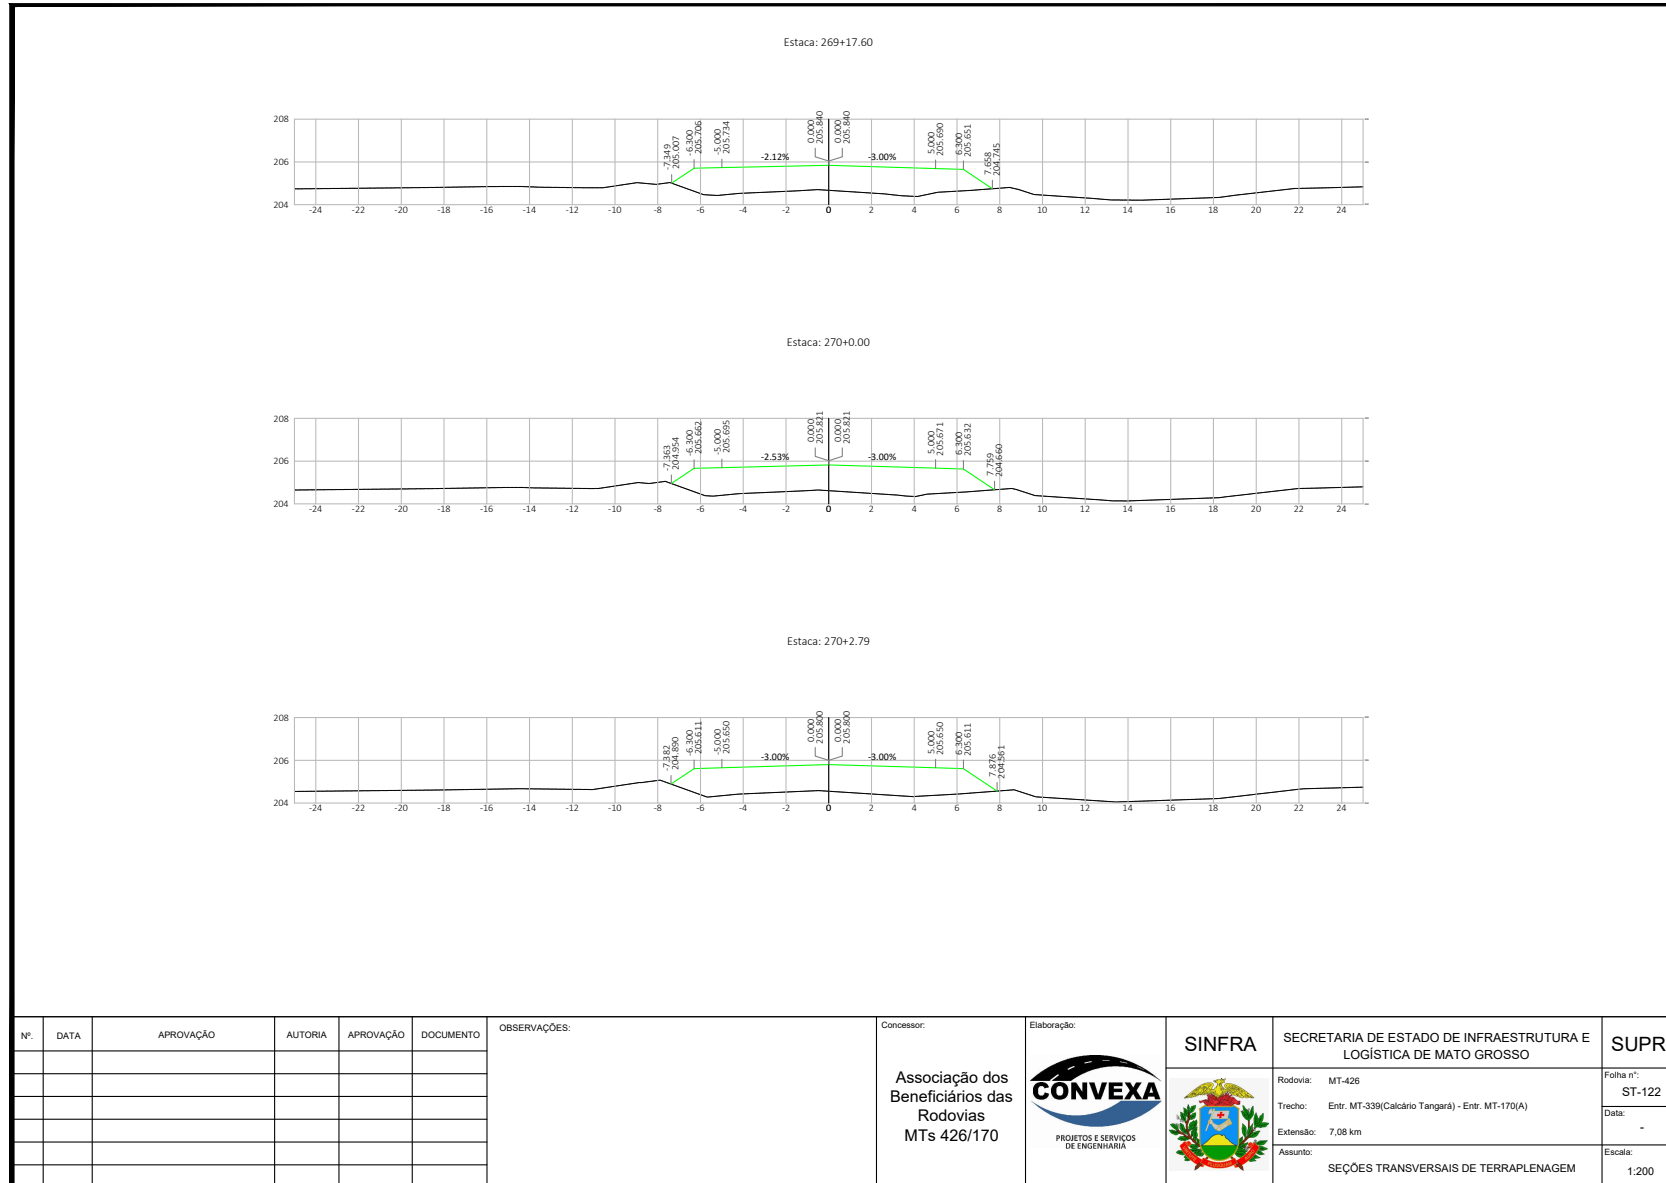 Estaca: 269+17.60
208
206
204
-7.349
205.007
-6.300
205.706
-5.000
205.734
-2.12%
0.000
205.840
0.000
205.840
-3.00%
5.000
205.690
6.300
205.651
7.658
204.745
-24 -22 -20 -18 -16 -14 -12 -10 -8 -6 -4 -2 0 2 4 6 8 10 12 14 16 18 20 22 24
Estaca: 270+0.00
208
206
204
-7.363
204.954
-6.300
205.662
-5.000
205.695
-2.53%
0.000
205.821
0.000
205.821
-3.00%
5.000
205.671
6.300
205.632
7.759
204.660
-24 -22 -20 -18 -16 -14 -12 -10 -8 -6 -4 -2 0 2 4 6 8 10 12 14 16 18 20 22 24
Estaca: 270+2.79
208
206
204
-7.382
204.890
-6.300
205.611
-5.000
205.650
-3.00%
0.000
205.800
0.000
205.800
-3.00%
5.000
205.650
6.300
205.611
7.876
204.561
-24 -22 -20 -18 -16 -14 -12 -10 -8 -6 -4 -2 0 2 4 6 8 10 12 14 16 18 20 22 24
Nº. DATA APROVAÇÃO AUTORIA APROVAÇÃO DOCUMENTO
OBSERVAÇÕES:
Concessor:
Associação dos
Beneficiários das
Rodovias
MTs 426/170
Elaboração:
CONVEXA
PROJETOS E SERVIÇOS
DE ENGENHARIA
SINFRA
SECRETARIA DE ESTADO DE INFRAESTRUTURA E
LOGÍSTICA DE MATO GROSSO
SUPR
Rodovia: MT-426
Trecho: Entr. MT-339(Calcário Tangará) - Entr. MT-170(A)
Extensão: 7,08 km
Assunto:
SEÇÕES TRANSVERSAIS DE TERRAPLENAGEM
Folha nº:
ST-122
Data:
-
Escala:
1:200